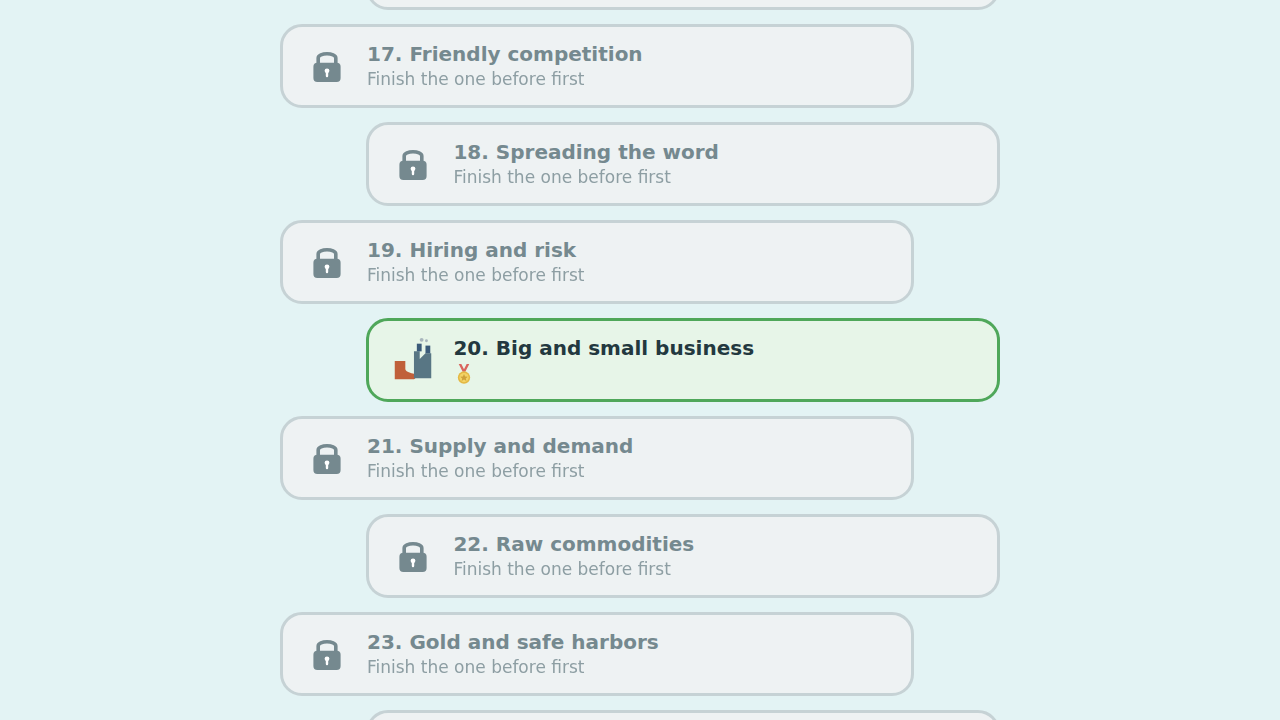 17. Friendly competition
Finish the one before first
18. Spreading the word
Finish the one before first
19. Hiring and risk
Finish the one before first
20. Big and small business
21. Supply and demand
Finish the one before first
22. Raw commodities
Finish the one before first
23. Gold and safe harbors
Finish the one before first